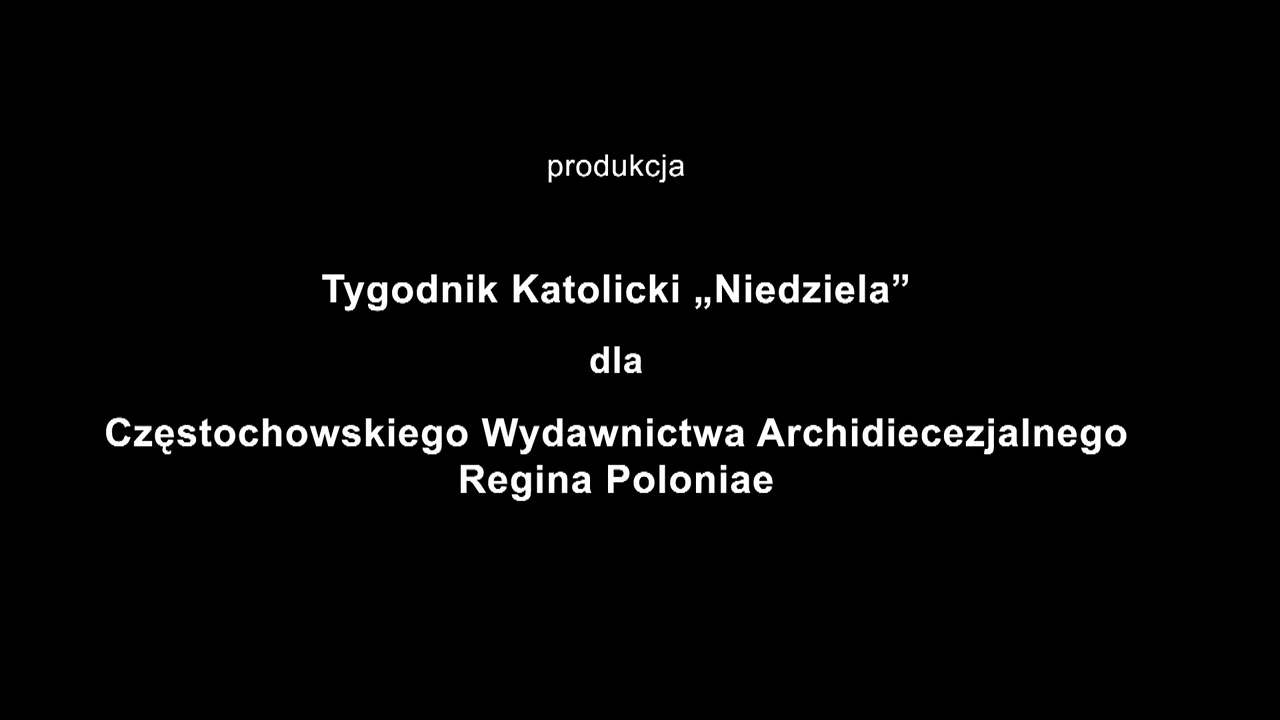 produkcja
Tygodnik Katolicki „Niedziela”
dla
Częstochowskiego Wydawnictwa Archidiecezjalnego
Regina Poloniae